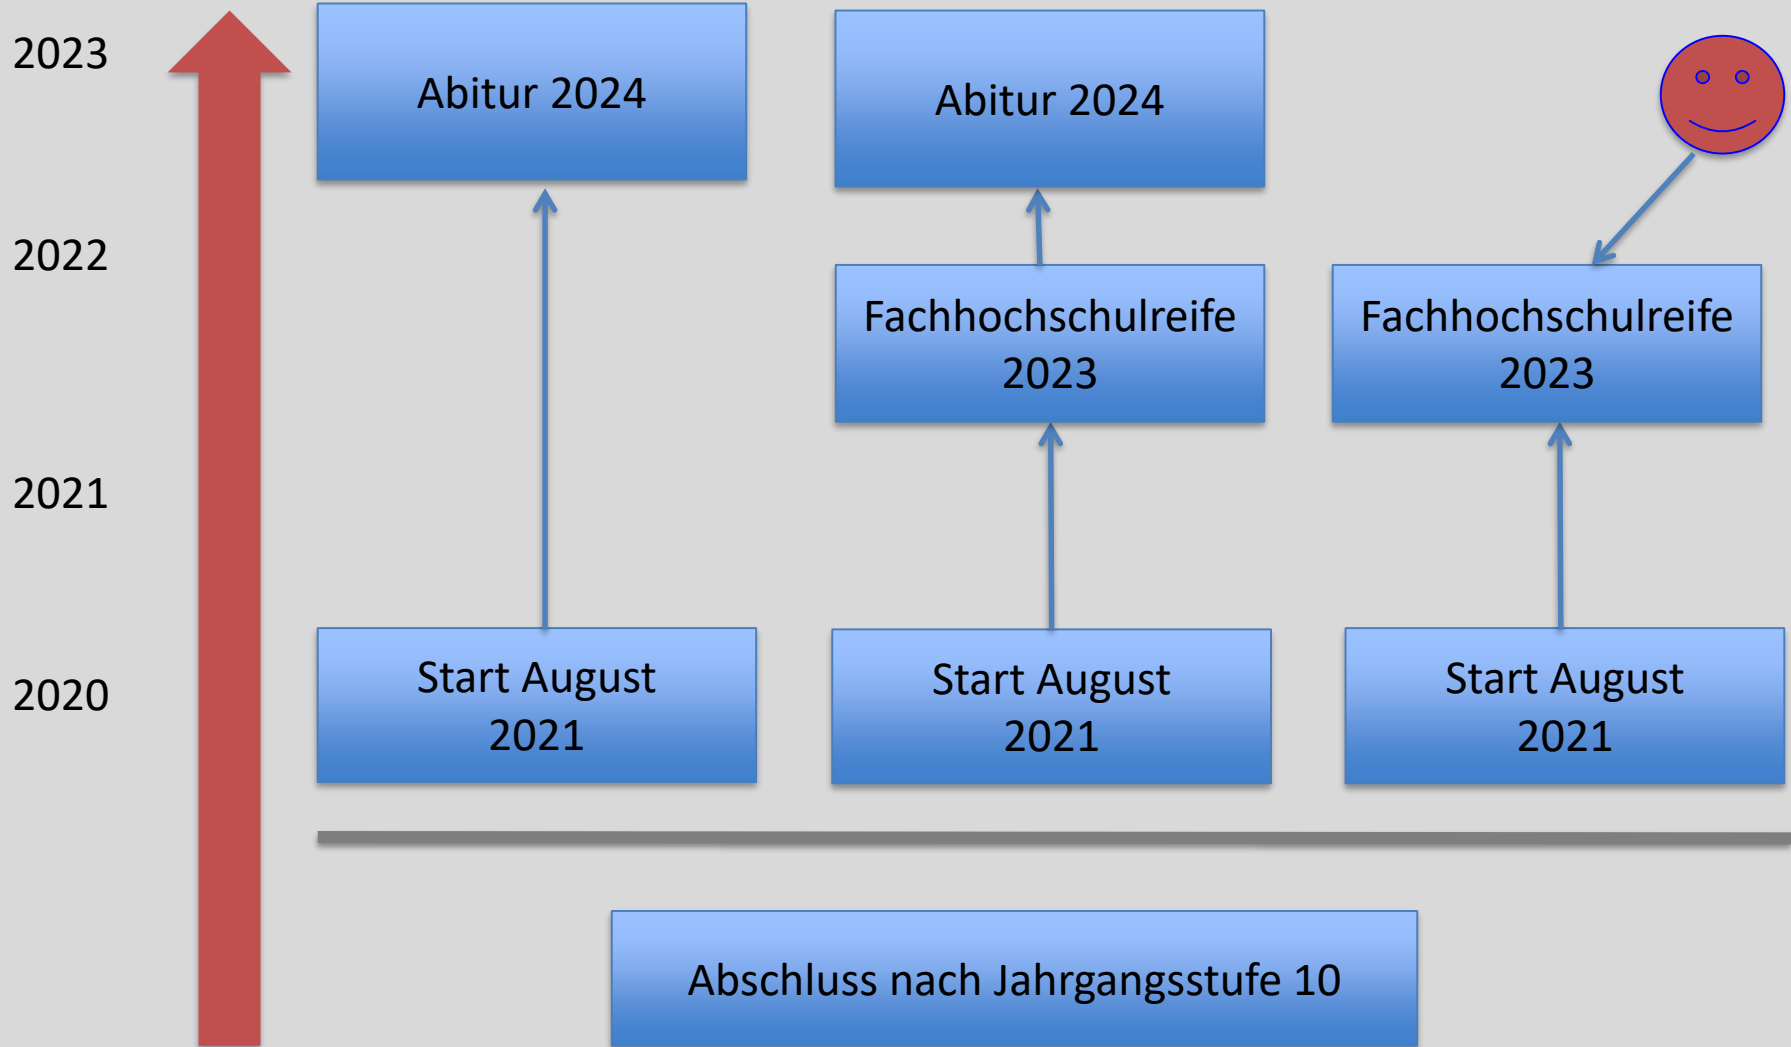 2023
Abitur 2024
Abitur 2024
2022
Fachhochschulreife
2023
Fachhochschulreife
2023
2021
2020
Start August
2021
Start August
2021
Start August
2021
Abschluss nach Jahrgangsstufe 10